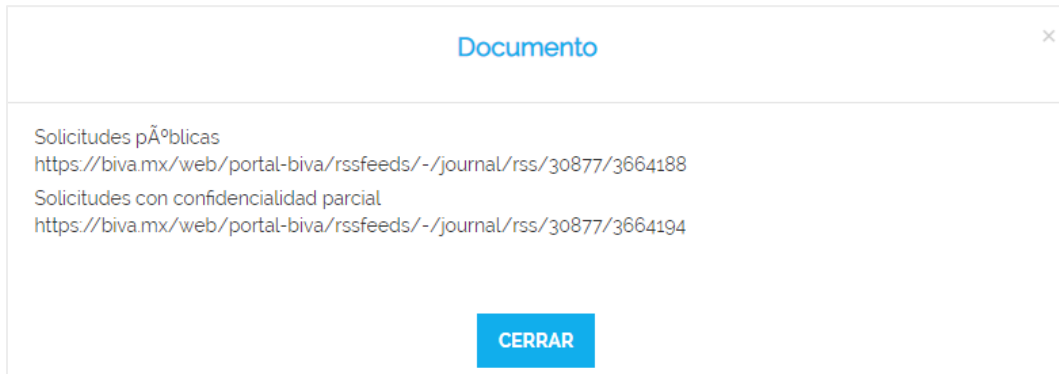 Documento
×
Solicitudes pÃºblicas
https://biva.mx/web/portal-biva/rssfeeds/-/journal/rss/30877/3664188
Solicitudes con confidencialidad parcial
https://biva.mx/web/portal-biva/rssfeeds/-/journal/rss/30877/3664194
CERRAR